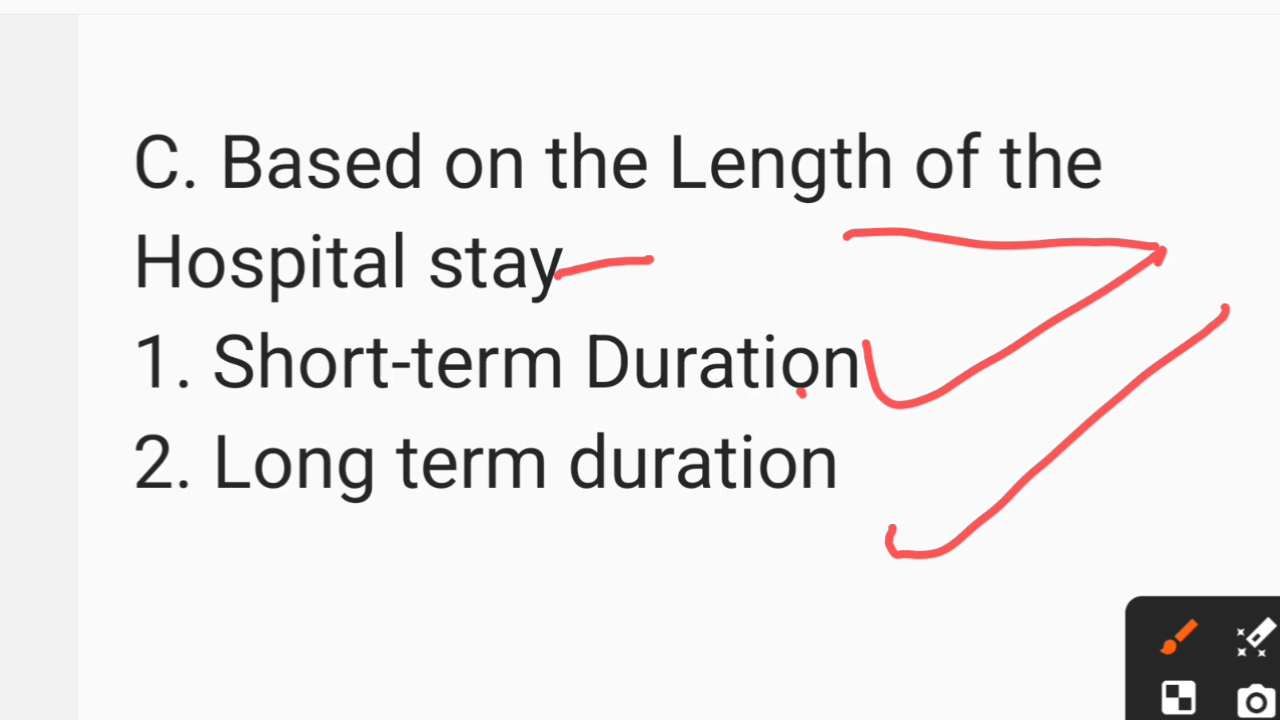 C. Based on the Length of the
Hospital stay
1. Short-term Duration
2. Long term duration